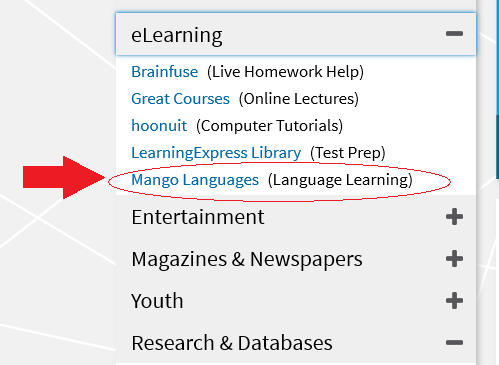 eLearning
Brainfuse (Live Homework Help)
Great Courses (Online Lectures)
hoonuit (Computer Tutorials)
LearningExpress Library (Test Prep)
Mango Languages (Language Learning)
Entertainment
Magazines & Newspapers
Youth
Research & Databases